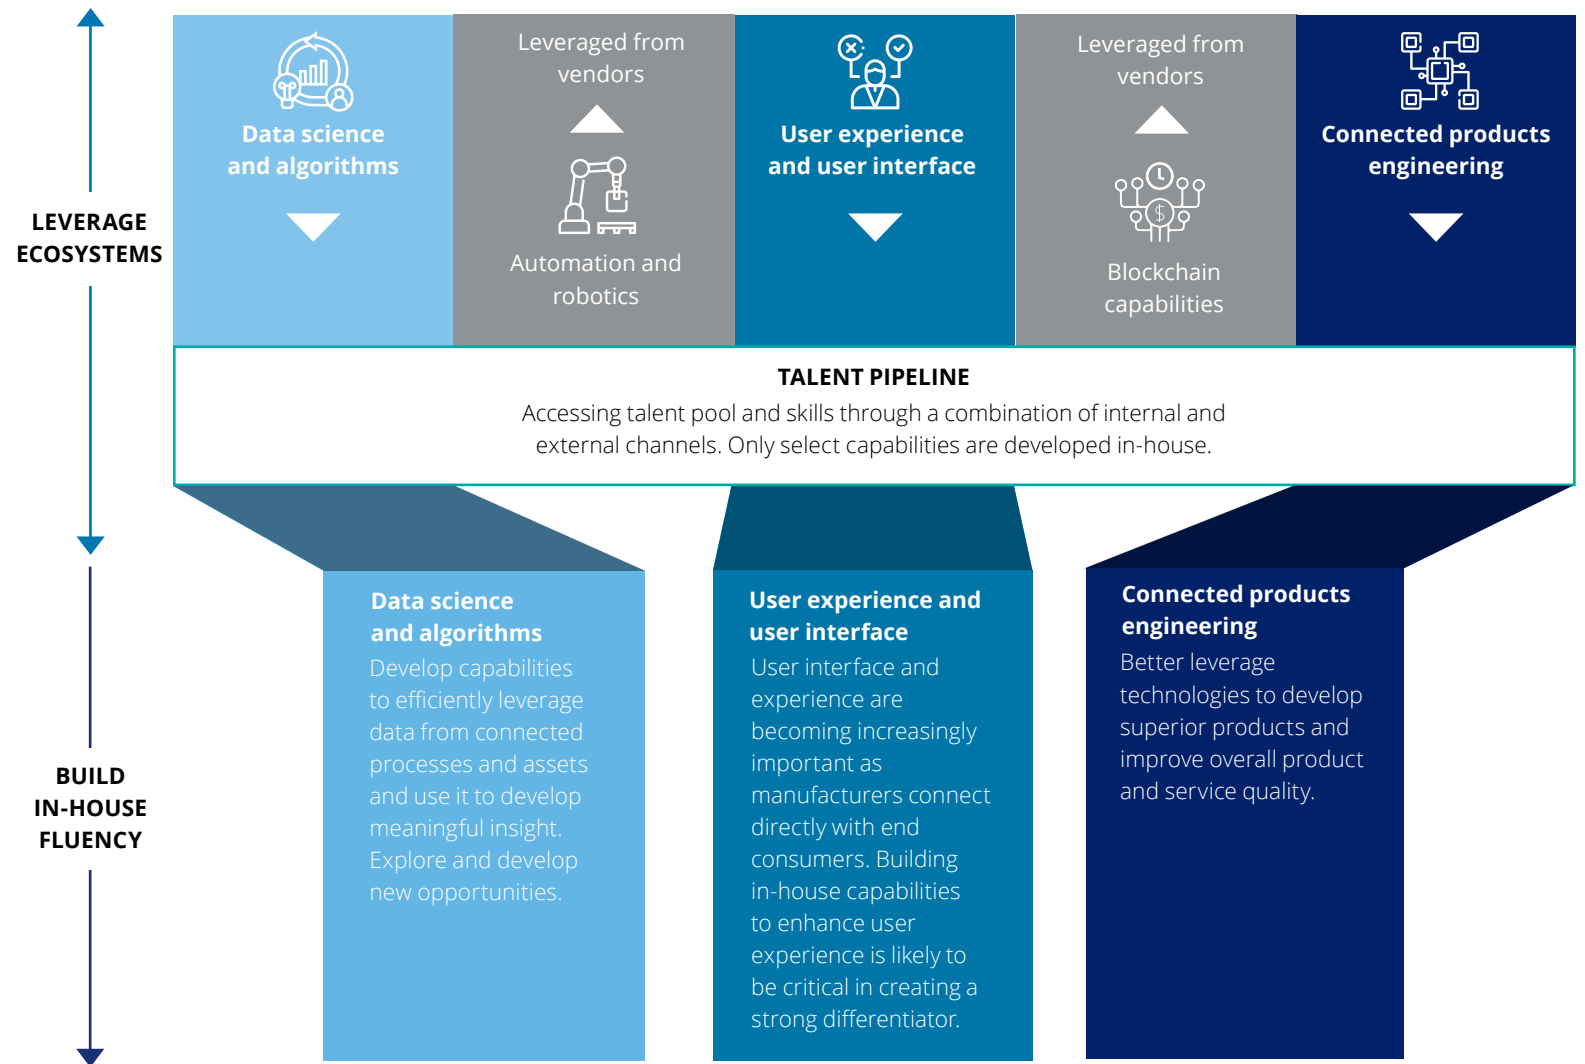 LEVERAGE
ECOSYSTEMS
Data science
and algorithms
Leveraged from
vendors
Automation and
robotics
User experience
and user interface
Leveraged from
vendors
$
Blockchain
capabilities
Connected products
engineering
TALENT PIPELINE
Accessing talent pool and skills through a combination of internal and
external channels. Only select capabilities are developed in-house.
BUILD
IN-HOUSE
FLUENCY
Data science
and algorithms
Develop capabilities
to efficiently leverage
data from connected
processes and assets
and use it to develop
meaningful insight.
Explore and develop
new opportunities.
User experience and
user interface
User interface and
experience are
becoming increasingly
important as
manufacturers connect
directly with end
consumers. Building
in-house capabilities
to enhance user
experience is likely to
be critical in creating a
strong differentiator.
Connected products
engineering
Better leverage
technologies to develop
superior products and
improve overall product
and service quality.